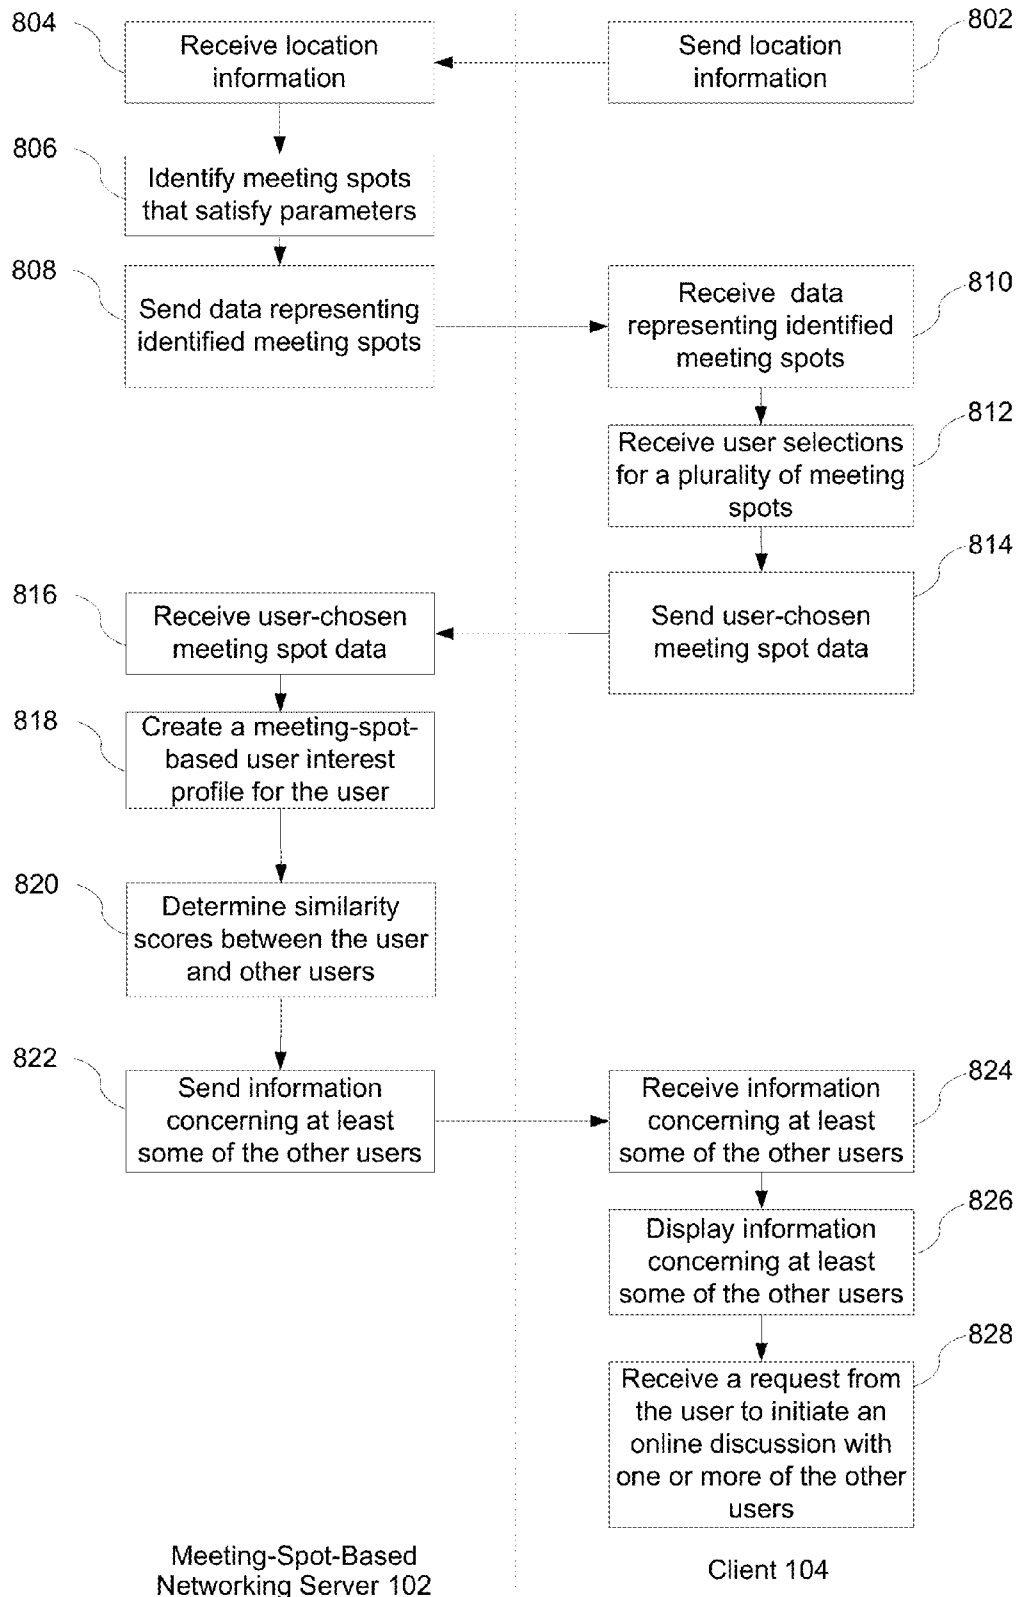 804
Receive location
information
Send location
information
802
806
Identify meeting spots
that satisfy parameters
808
Send data representing
identified meeting spots
Receive data
representing identified
meeting spots
810
Receive user selections
for a plurality of meeting
spots
812
Send user-chosen
meeting spot data
814
816
Receive user-chosen
meeting spot data
818
Create a meeting-spot-
based user interest
profile for the user
820
Determine similarity
scores between the user
and other users
822
Send information
concerning at least
some of the other users
Receive information
concerning at least
some of the other users
824
Display information
concerning at least
some of the other users
826
Receive a request from
the user to initiate an
online discussion with
one or more of the other
users
828
Meeting-Spot-Based
Networking Server 102
Client 104